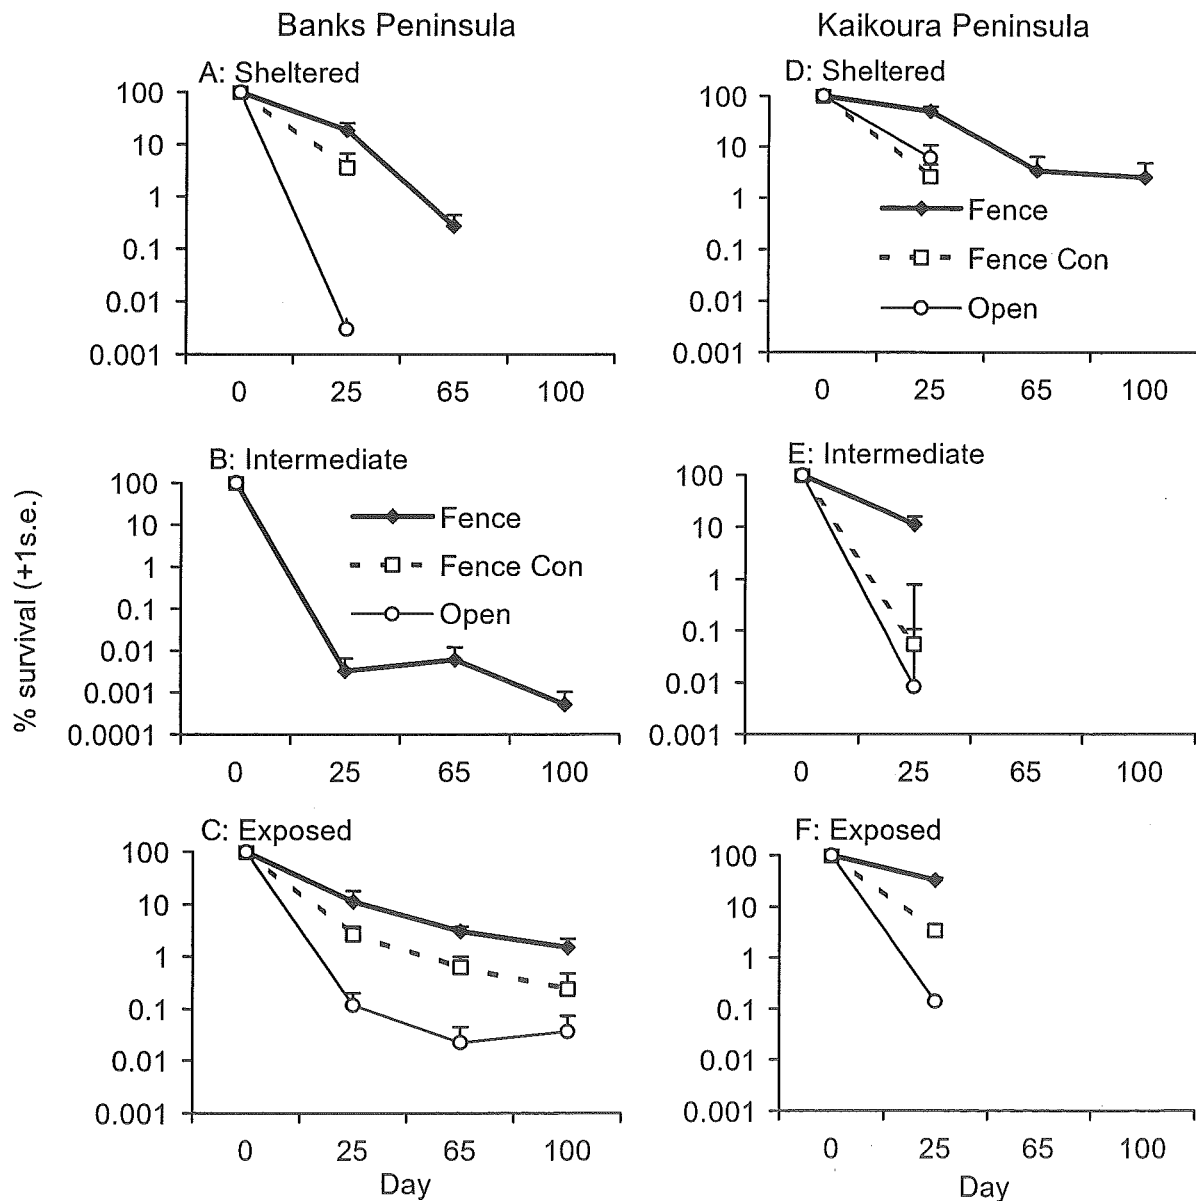 Banks Peninsula
Kaikoura Peninsula
% survival (+1s.e.)
A: Sheltered
100
10
1
0.1
0.01
0.001
0 25 65 100
D: Sheltered
100
10
1
0.1
0.01
0.001
Fence
Fence Con
Open
0 25 65 100
B: Intermediate
100
10
1
0.1
0.01
0.001
0.0001
Fence
Fence Con
Open
0 25 65 100
E: Intermediate
100
10
1
0.1
0.01
0.001
0 25 65 100
C: Exposed
100
10
1
0.1
0.01
0.001
0 25 65 100
Day
F: Exposed
100
10
1
0.1
0.01
0.001
0 25 65 100
Day